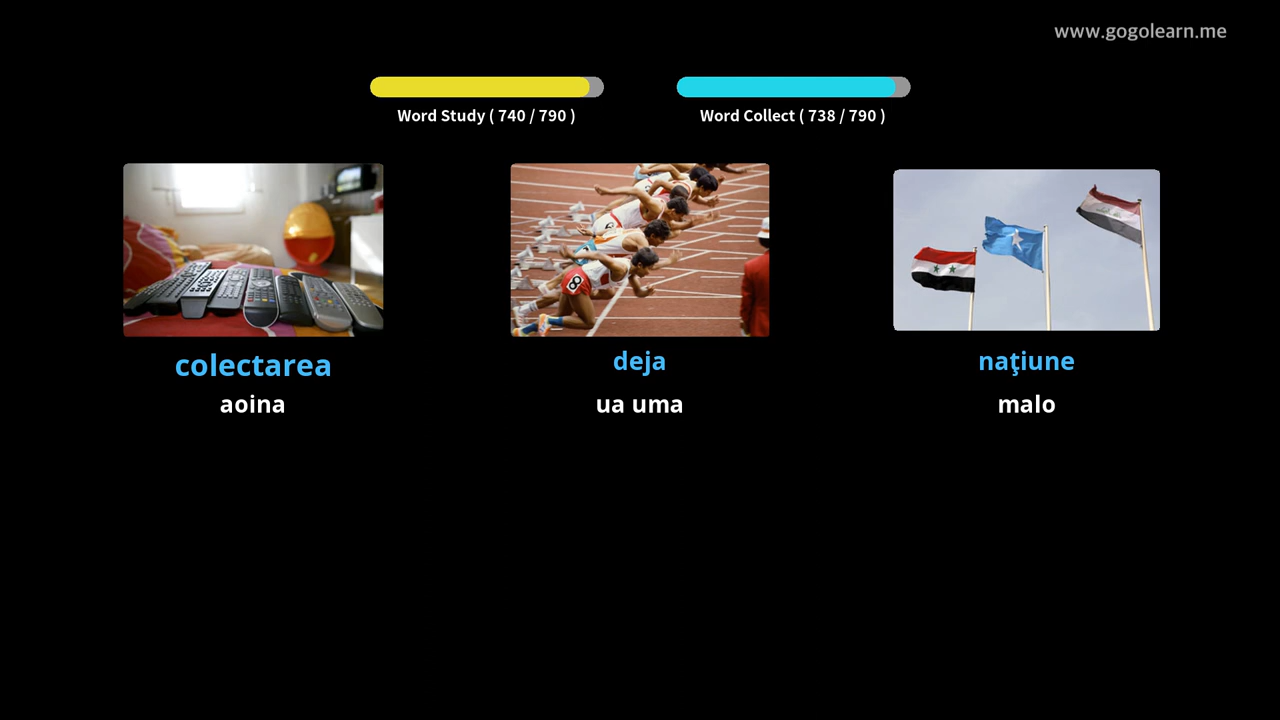 www.gogolearn.me
Word Study ( 740 / 790 )
Word Collect ( 738 / 790 )
colectarea
deja
naţiune
aoina
ua uma
malo